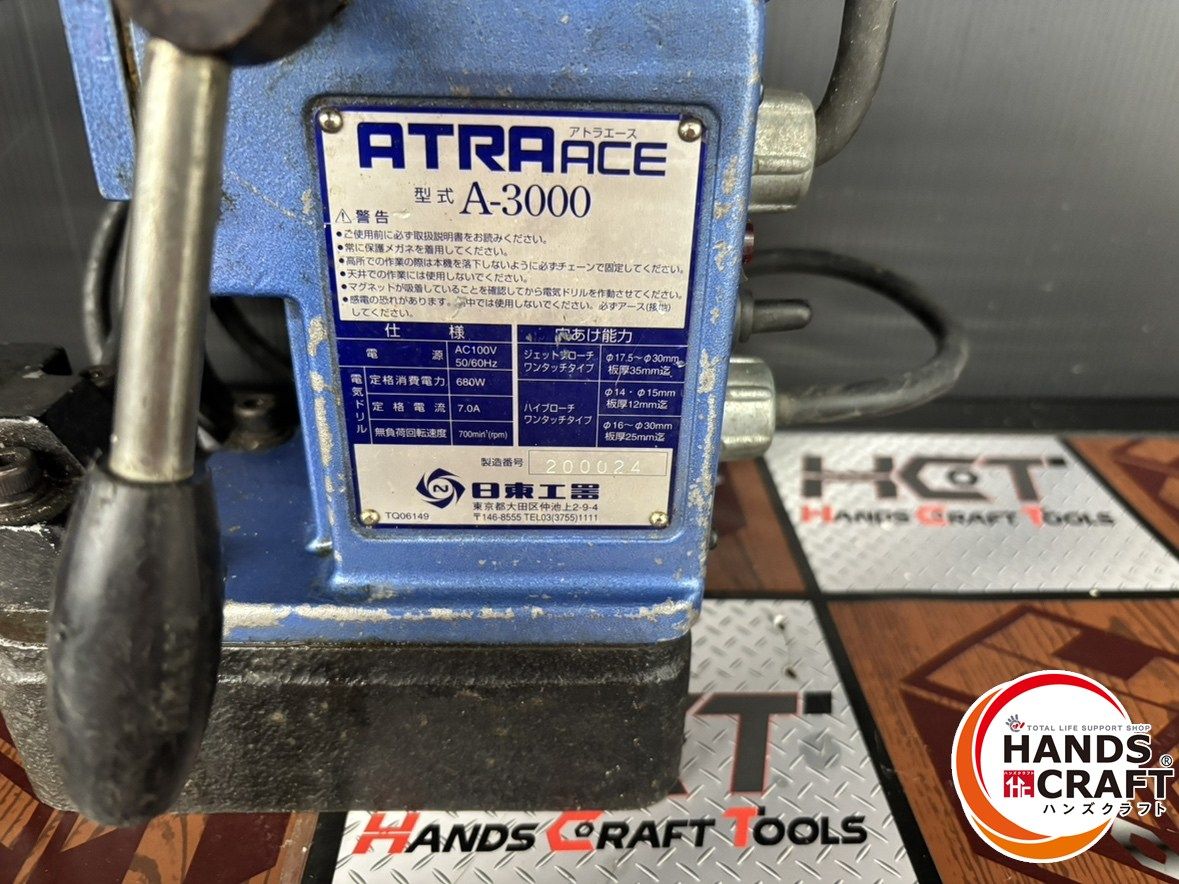 アトラエース
ATRA ACE
型式 A-3000
⚠警告
●ご使用前に必ず取扱説明書をお読みください。
●常に保護メガネを着用してください。
●高所での作業の際は本機を落下しないように必ずチェーンで固定してください。
●天井での作業には使用しないでください。
●マグネットが吸着していることを確認してから電気ドリルを作動させてください。
●感電の恐れがあります。 中では使用しないでください。必ずアース(接地)
してください。
仕 様
電 源 AC100V 50/60Hz
電気ドリル
定格消費電力 680W
定格電流 7.0A
無負荷回転速度 700min⁻¹(rpm)
穴あけ能力
ジェットブローチ ワンタッチタイプ
φ17.5～φ30mm
板厚35mm迄
ハイブローチ ワンタッチタイプ
φ14・φ15mm
板厚12mm迄
φ16～φ30mm
板厚25mm迄
製造番号 200024
日東工器
東京都大田区仲池上2-9-4
〒146-8555 TEL03(3755)1111
TQ06149
HCT
HANDS CRAFT TOOLS
HCT
HANDS CRAFT TOOLS
TOTAL LIFE SUPPORT SHOP
HANDS
CRAFT®
ハンズクラフト